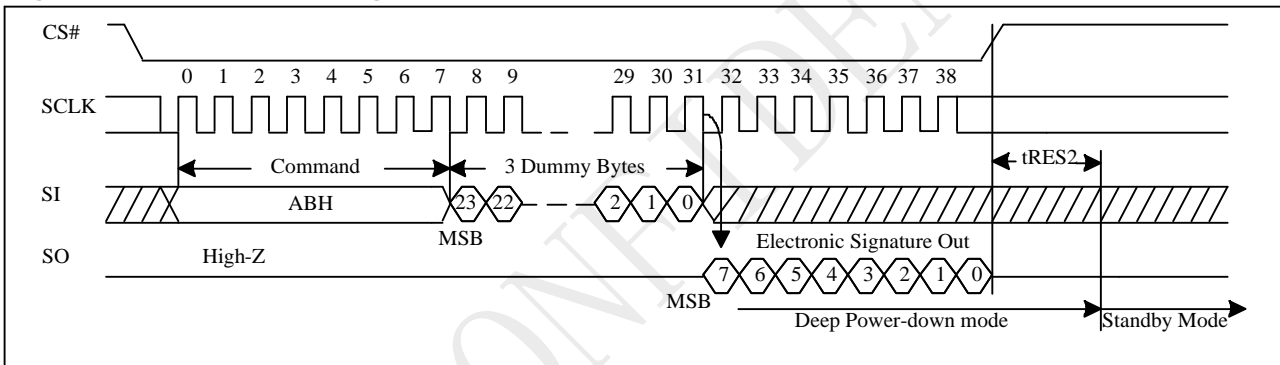 CS#
0 1 2 3 4 5 6 7 8 9 29 30 31 32 33 34 35 36 37 38
SCLK
Command 3 Dummy Bytes tRES2
SI ABH 23 22 2 1 0
MSB
SO High-Z Electronic Signature Out
7 6 5 4 3 2 1 0
MSB
Deep Power-down mode Standby Mode